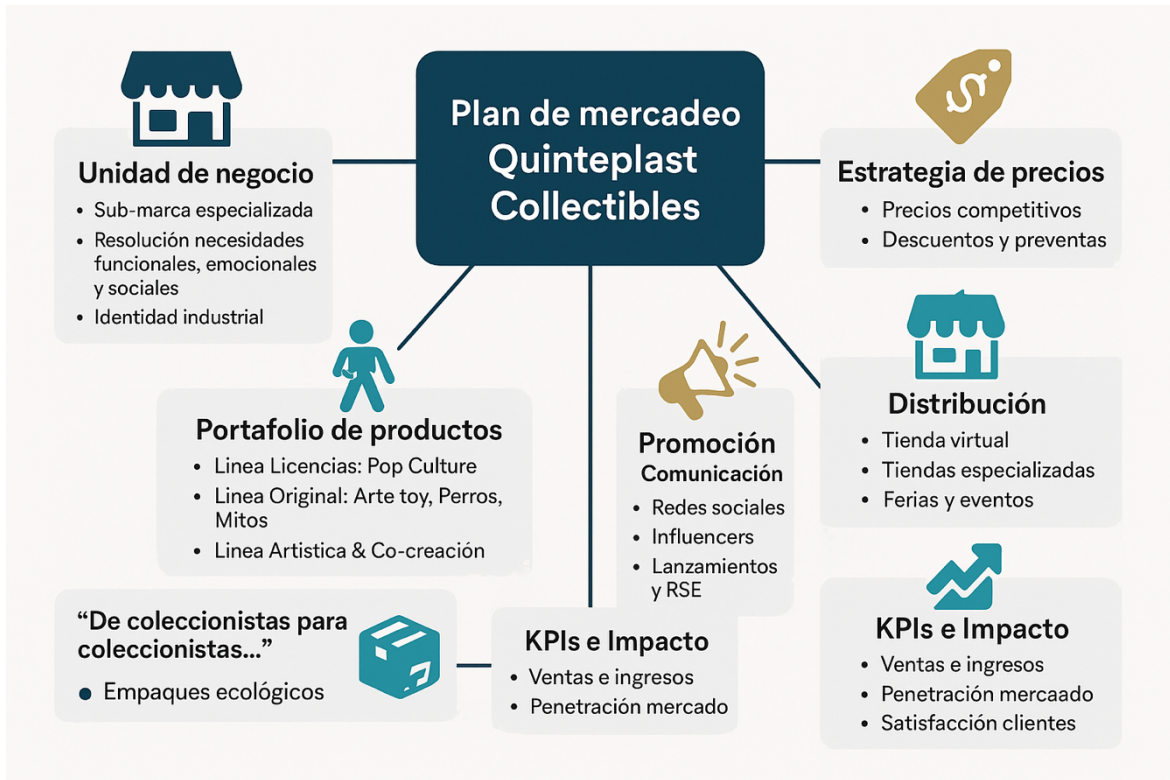 Plan de mercadeo
Quinteplast
Collectibles
Unidad de negocio
• Sub-marca especializada
• Resolución necesidades
funcionales, emocionales
y sociales
• Identidad industrial
Estrategia de precios
• Precios competitivos
• Descuentos y preventas
Portafolio de productos
• Linea Licencias: Pop Culture
• Linea Original: Arte toy, Perros,
Mitos
• Linea Artistica & Co-creación
Promoción
Comunicación
• Redes sociales
• Influencers
• Lanzamientos
y RSE
Distribución
• Tienda virtual
• Tiendas especializadas
• Ferias y eventos
“De coleccionistas para
coleccionistas...”
● Empaques ecológicos
KPIs e Impacto
• Ventas e ingresos
• Penetración mercado
KPIs e Impacto
• Ventas e ingresos
• Penetración mercaado
• Satisfacción clientes